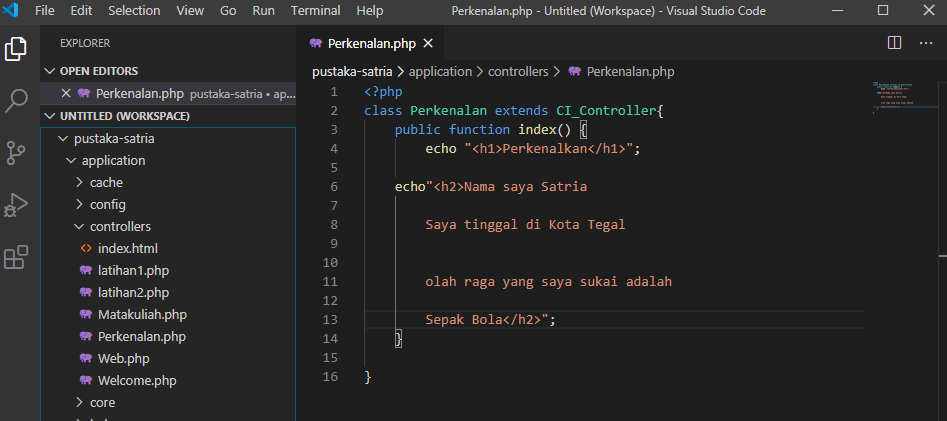 File Edit Selection View Go Run Terminal Help Perkenalan.php - Untitled (Workspace) - Visual Studio Code
EXPLORER
OPEN EDITORS
Perkenalan.php pustaka-satria • ap...
UNTITLED (WORKSPACE)
pustaka-satria
application
cache
config
controllers
index.html
latihan1.php
latihan2.php
Matakuliah.php
Perkenalan.php
Web.php
Welcome.php
core
Perkenalan.php
pustaka-satria > application > controllers > Perkenalan.php
1 <?php
2 class Perkenalan extends CI_Controller{
3 public function index() {
4 echo "<h1>Perkenalkan</h1>";
5
6 echo"<h2>Nama saya Satria
7
8 Saya tinggal di Kota Tegal
9
10
11 olah raga yang saya sukai adalah
12
13 Sepak Bola</h2>";
14 }
15
16 }